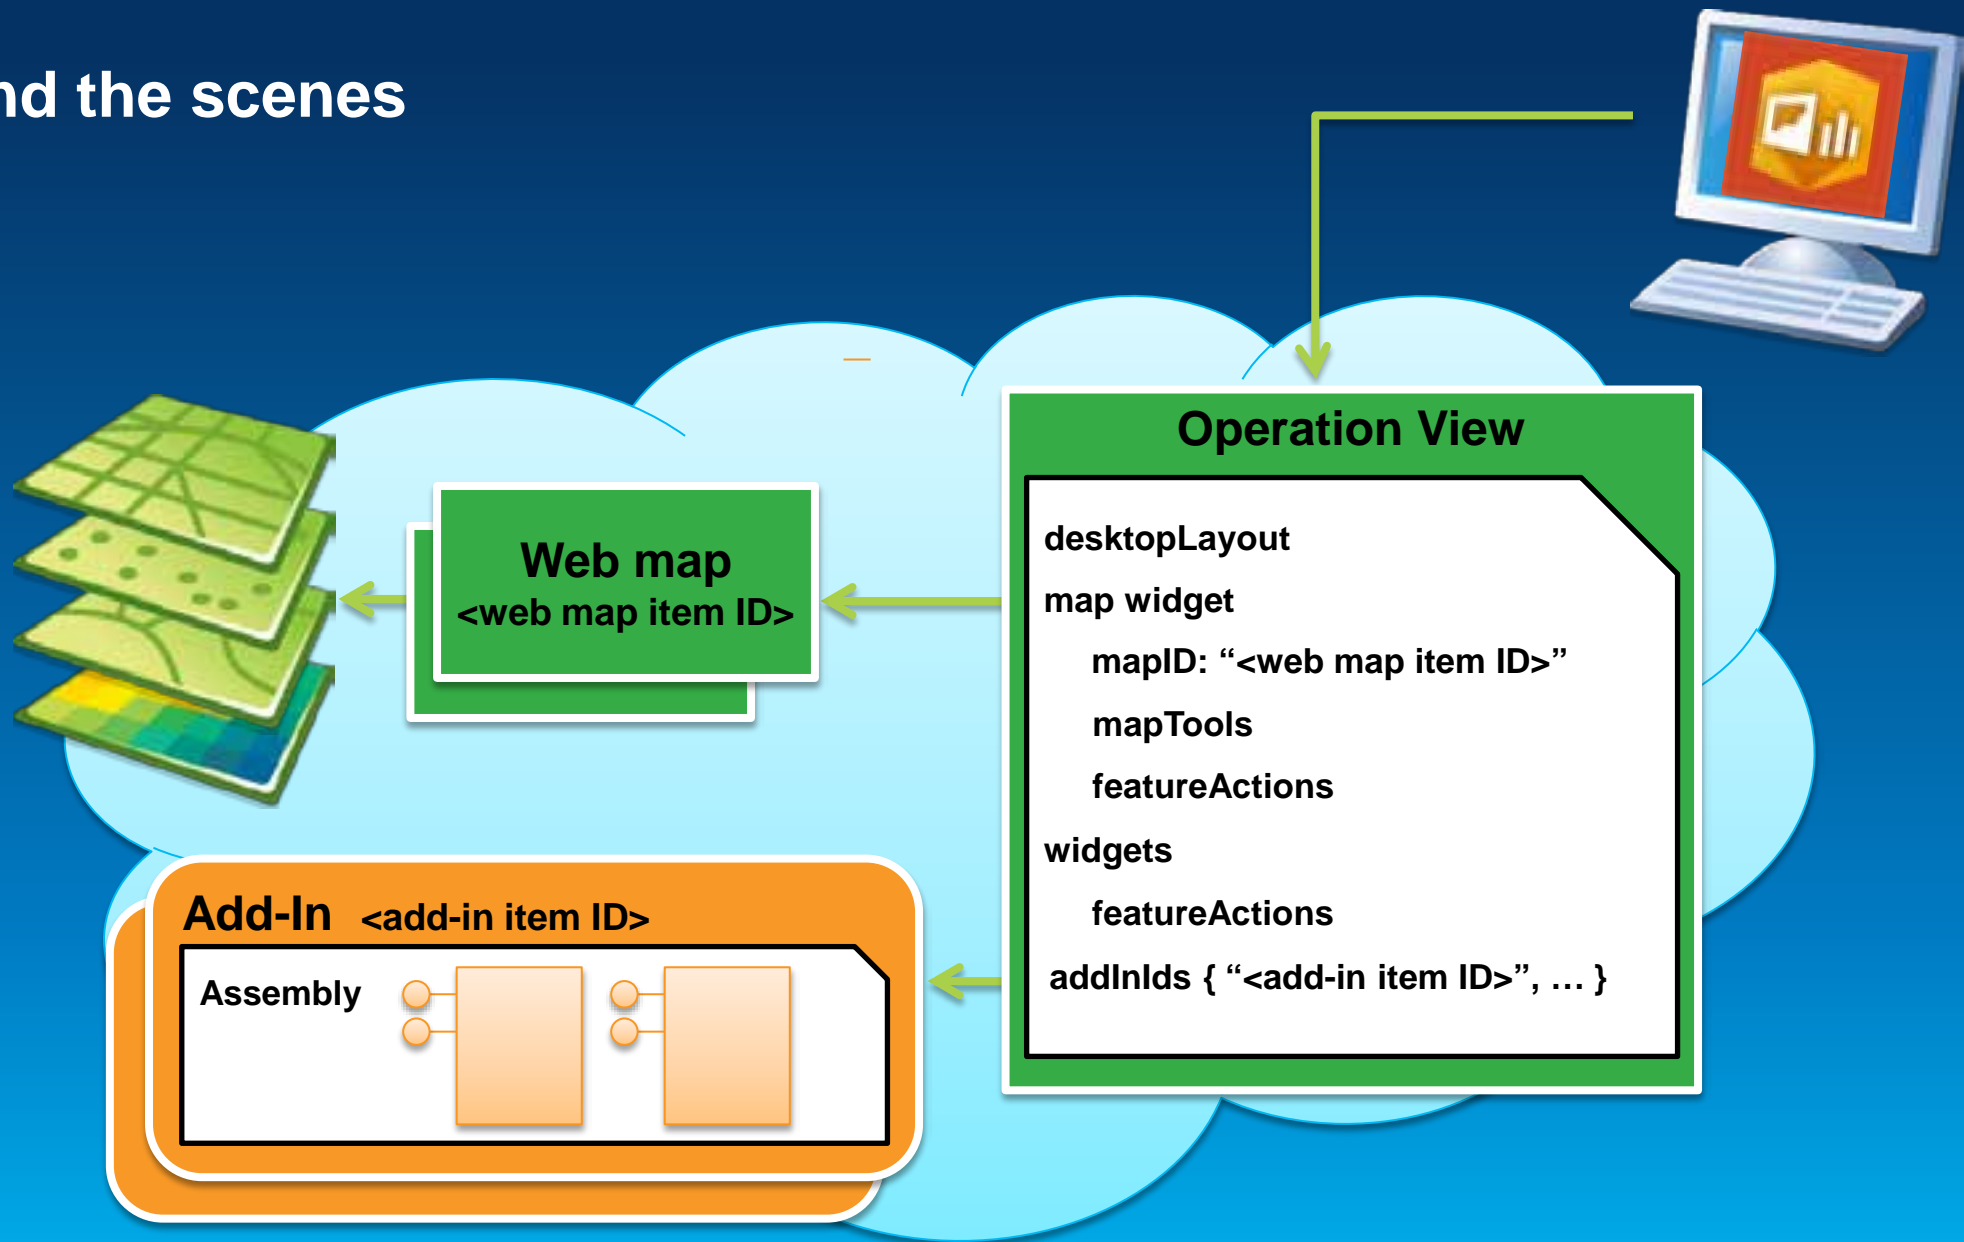 nd the scenes
Operation View
desktopLayout
map widget
mapID: “<web map item ID>”
mapTools
featureActions
widgets
featureActions
addInIds { “<add-in item ID>”, … }
Web map
<web map item ID>
Add-In <add-in item ID>
Assembly